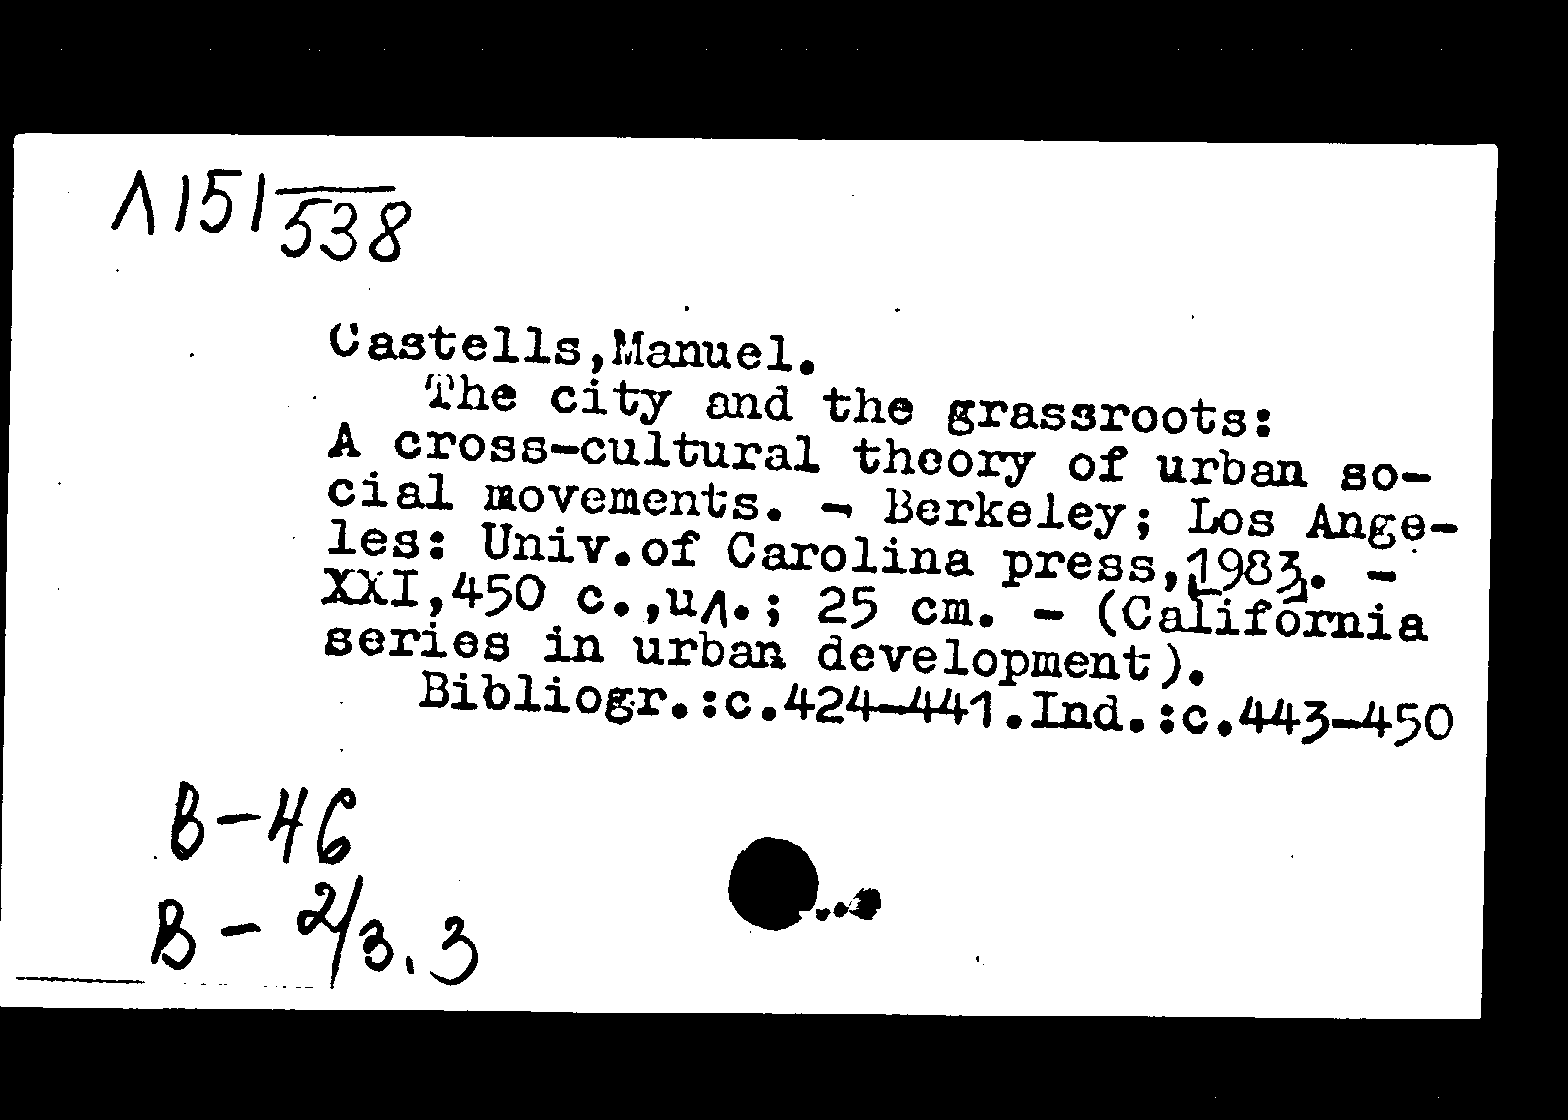 Л151/538
Castells,Manuel.
The city and the grassroots:
A cross-cultural theory of urban so-
cial movements. - Berkeley; Los Ange-
les: Univ.of Carolina press,1983. -
XXI,450 c.,ил.; 25 cm. - (California
series in urban development).
Bibliogr.:c.424-441.Ind.:c.443-450
В-46
В-2/3.3